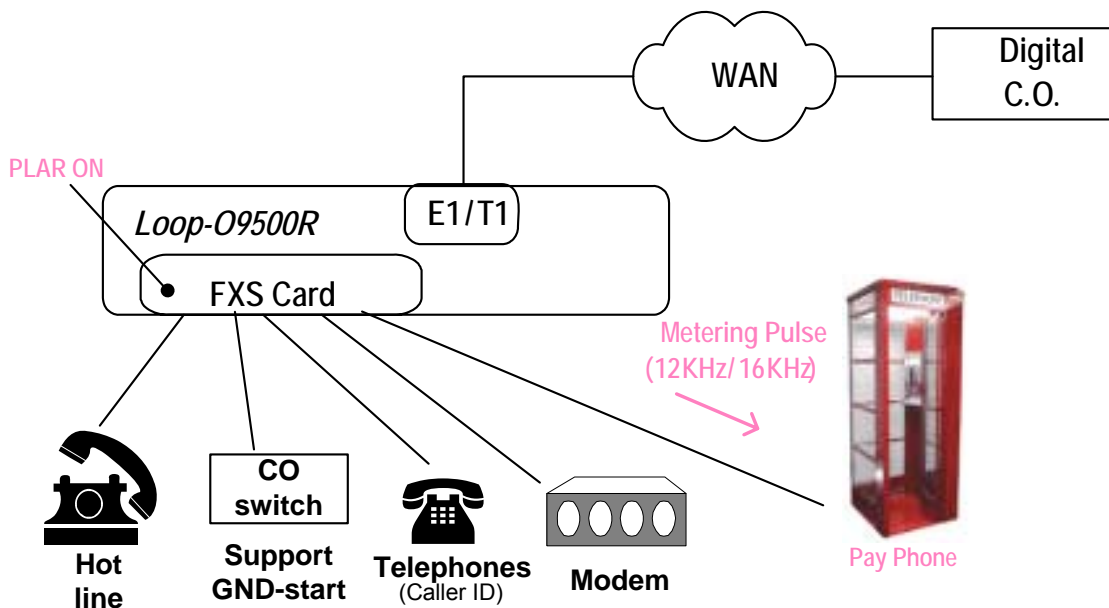 WAN
Digital
C.O.
PLAR ON
Loop-O9500R
E1/T1
FXS Card
Metering Pulse
(12KHz/16KHz)
CO
switch
Hot
line
Support
GND-start
Telephones
(Caller ID)
Modem
Pay Phone
TELEPHONE